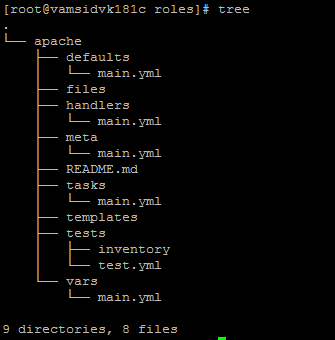 [root@vamsidvk181c roles]# tree
.
└── apache
    ├── defaults
    │   └── main.yml
    ├── files
    ├── handlers
    │   └── main.yml
    ├── meta
    │   └── main.yml
    ├── README.md
    ├── tasks
    │   └── main.yml
    ├── templates
    ├── tests
    │   ├── inventory
    │   └── test.yml
    └── vars
        └── main.yml

9 directories, 8 files